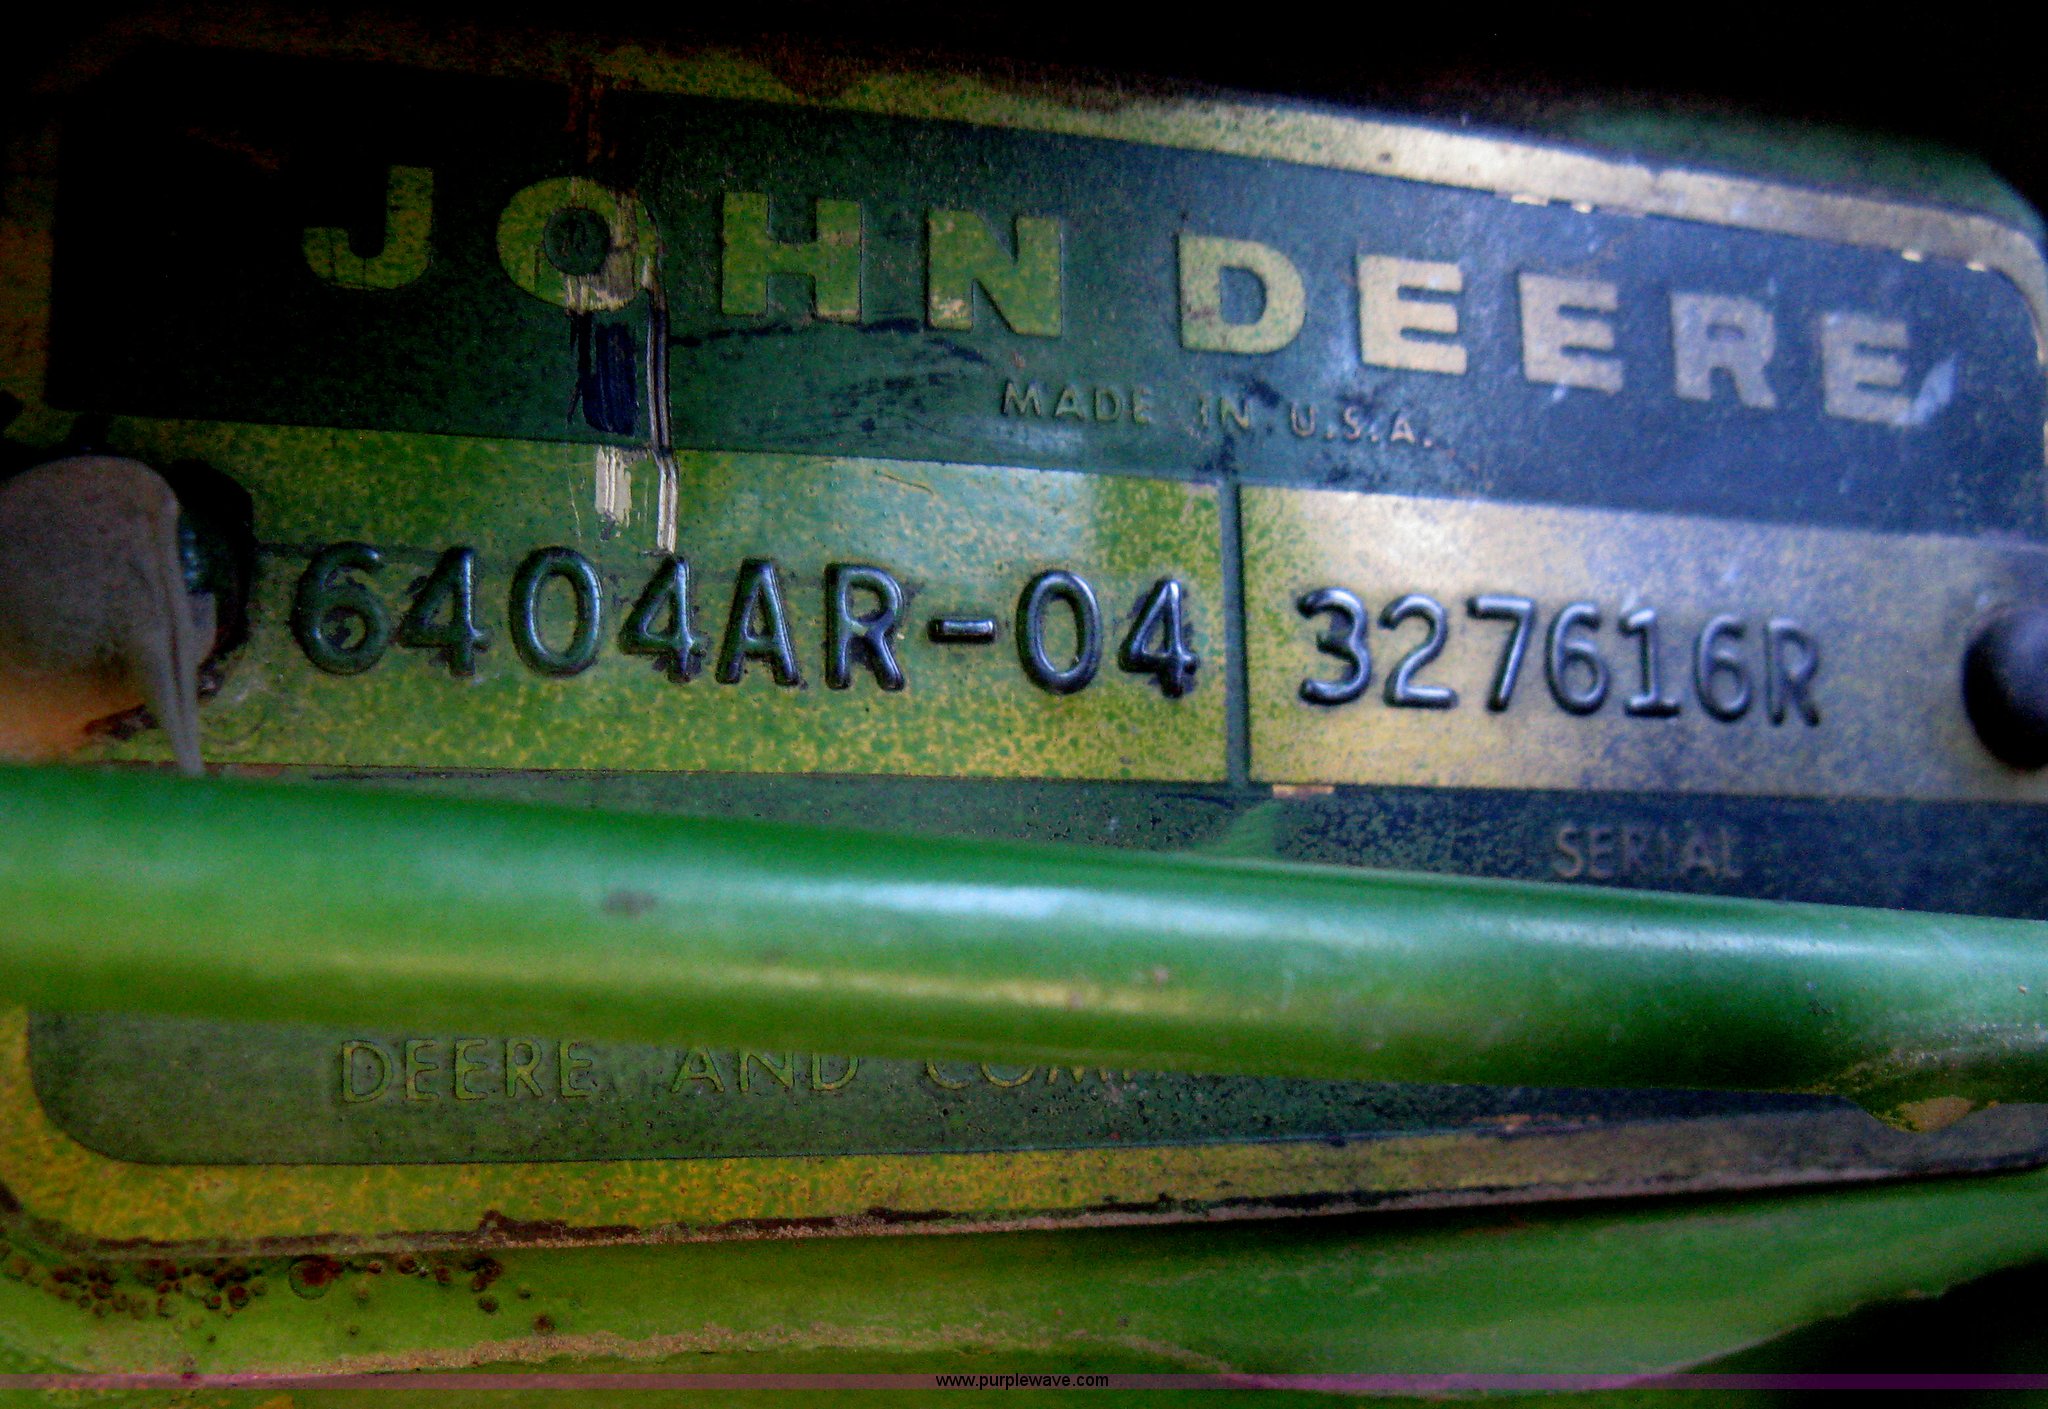 JOHN DEERE
MADE IN U.S.A.
6404AR-04 327616R
SERIAL
DEERE AND
www.purplewave.com